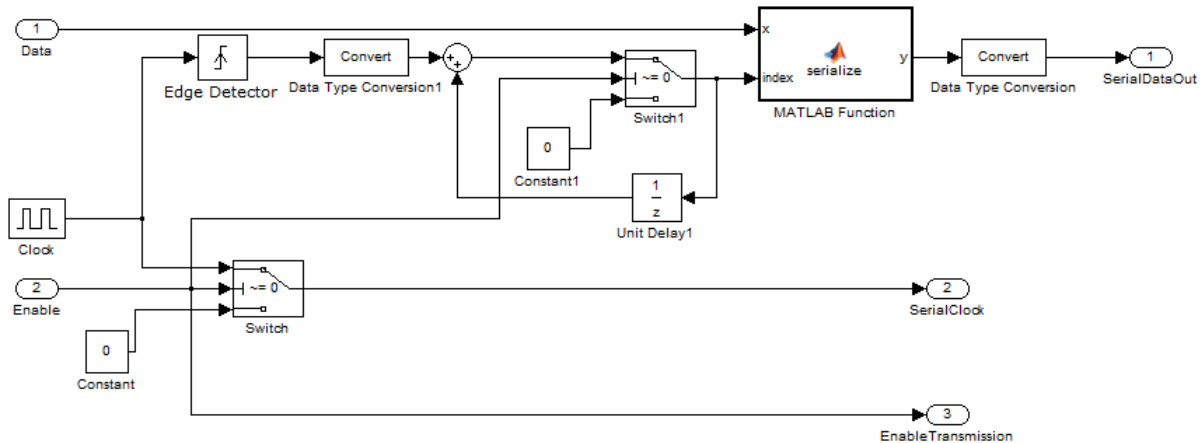 1
Data
Edge Detector
Convert
Data Type Conversion1
+
+
~= 0
Switch1
0
Constant1
1
z
Unit Delay1
x
index
serialize
y
MATLAB Function
Convert
Data Type Conversion
1
SerialDataOut
Clock
2
Enable
~= 0
Switch
0
Constant
2
SerialClock
3
EnableTransmission